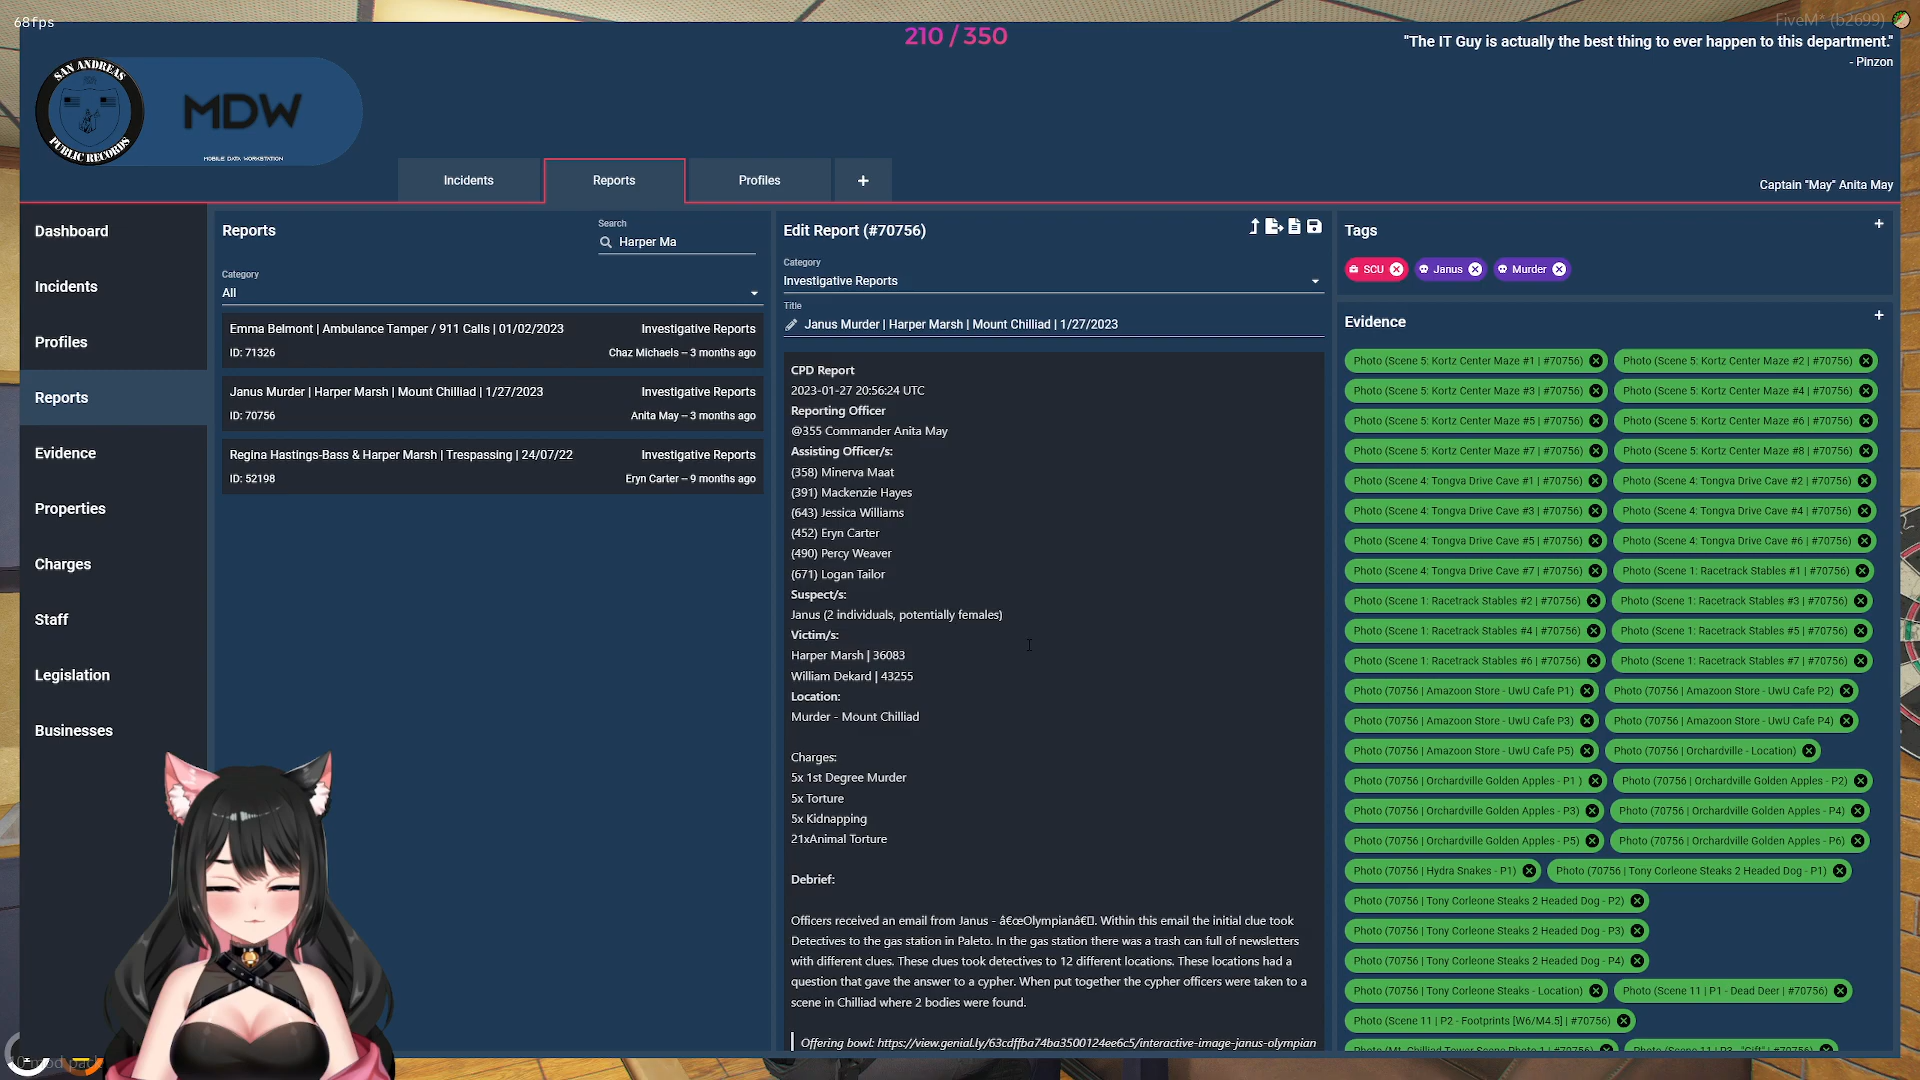 68fps
FiveM* (b2699)
210 / 350
"The IT Guy is actually the best thing to ever happen to this department."
- Pinzon
SAN ANDREAS
PUBLIC RECORDS
MDW
MOBILE DATA WORKSTATION
Incidents
Reports
Profiles
+
Captain "May" Anita May
Dashboard
Incidents
Profiles
Reports
Evidence
Properties
Charges
Staff
Legislation
Businesses
Reports
Search
Harper Ma
Category
All
Emma Belmont | Ambulance Tamper / 911 Calls | 01/02/2023
Investigative Reports
ID: 71326
Chaz Michaels – 3 months ago
Janus Murder | Harper Marsh | Mount Chilliad | 1/27/2023
Investigative Reports
ID: 70756
Anita May – 3 months ago
Regina Hastings-Bass & Harper Marsh | Trespassing | 24/07/22
Investigative Reports
ID: 52198
Eryn Carter – 9 months ago
Edit Report (#70756)
Category
Investigative Reports
Title
Janus Murder | Harper Marsh | Mount Chilliad | 1/27/2023
CPD Report
2023-01-27 20:56:24 UTC
Reporting Officer
@355 Commander Anita May
Assisting Officer/s:
(358) Minerva Maat
(391) Mackenzie Hayes
(643) Jessica Williams
(452) Eryn Carter
(490) Percy Weaver
(671) Logan Tailor
Suspect/s:
Janus (2 individuals, potentially females)
Victim/s:
Harper Marsh | 36083
William Dekard | 43255
Location:
Murder - Mount Chilliad
Charges:
5x 1st Degree Murder
5x Torture
5x Kidnapping
21xAnimal Torture
Debrief:
Officers received an email from Janus - â€œOlympianâ€. Within this email the initial clue took
Detectives to the gas station in Paleto. In the gas station there was a trash can full of newsletters
with different clues. These clues took detectives to 12 different locations. These locations had a
question that gave the answer to a cypher. When put together the cypher officers were taken to a
scene in Chilliad where 2 bodies were found.
Offering bowl: https://view.genial.ly/63cdffba74ba3500124ee6c5/interactive-image-janus-olympian
Tags
+
SCU
Janus
Murder
Evidence
+
Photo (Scene 5: Kortz Center Maze #1 | #70756)
Photo (Scene 5: Kortz Center Maze #2 | #70756)
Photo (Scene 5: Kortz Center Maze #3 | #70756)
Photo (Scene 5: Kortz Center Maze #4 | #70756)
Photo (Scene 5: Kortz Center Maze #5 | #70756)
Photo (Scene 5: Kortz Center Maze #6 | #70756)
Photo (Scene 5: Kortz Center Maze #7 | #70756)
Photo (Scene 5: Kortz Center Maze #8 | #70756)
Photo (Scene 4: Tongva Drive Cave #1 | #70756)
Photo (Scene 4: Tongva Drive Cave #2 | #70756)
Photo (Scene 4: Tongva Drive Cave #3 | #70756)
Photo (Scene 4: Tongva Drive Cave #4 | #70756)
Photo (Scene 4: Tongva Drive Cave #5 | #70756)
Photo (Scene 4: Tongva Drive Cave #6 | #70756)
Photo (Scene 4: Tongva Drive Cave #7 | #70756)
Photo (Scene 1: Racetrack Stables #1 | #70756)
Photo (Scene 1: Racetrack Stables #2 | #70756)
Photo (Scene 1: Racetrack Stables #3 | #70756)
Photo (Scene 1: Racetrack Stables #4 | #70756)
Photo (Scene 1: Racetrack Stables #5 | #70756)
Photo (Scene 1: Racetrack Stables #6 | #70756)
Photo (Scene 1: Racetrack Stables #7 | #70756)
Photo (70756 | Amazoon Store - UwU Cafe P1)
Photo (70756 | Amazoon Store - UwU Cafe P2)
Photo (70756 | Amazoon Store - UwU Cafe P3)
Photo (70756 | Amazoon Store - UwU Cafe P4)
Photo (70756 | Amazoon Store - UwU Cafe P5)
Photo (70756 | Orchardville - Location)
Photo (70756 | Orchardville Golden Apples - P1 )
Photo (70756 | Orchardville Golden Apples - P2)
Photo (70756 | Orchardville Golden Apples - P3)
Photo (70756 | Orchardville Golden Apples - P4)
Photo (70756 | Orchardville Golden Apples - P5)
Photo (70756 | Orchardville Golden Apples - P6)
Photo (70756 | Hydra Snakes - P1)
Photo (70756 | Tony Corleone Steaks 2 Headed Dog - P1)
Photo (70756 | Tony Corleone Steaks 2 Headed Dog - P2)
Photo (70756 | Tony Corleone Steaks 2 Headed Dog - P3)
Photo (70756 | Tony Corleone Steaks 2 Headed Dog - P4)
Photo (70756 | Tony Corleone Steaks - Location)
Photo (Scene 11 | P1 - Dead Deer | #70756)
Photo (Scene 11 | P2 - Footprints [W6/M4.5] | #70756)
Photo (Mt. Chilliad Tower Scene Photo 1 | #70756)
Photo (Scene 11 | P3 - "Gift" | #70756)
mod pack